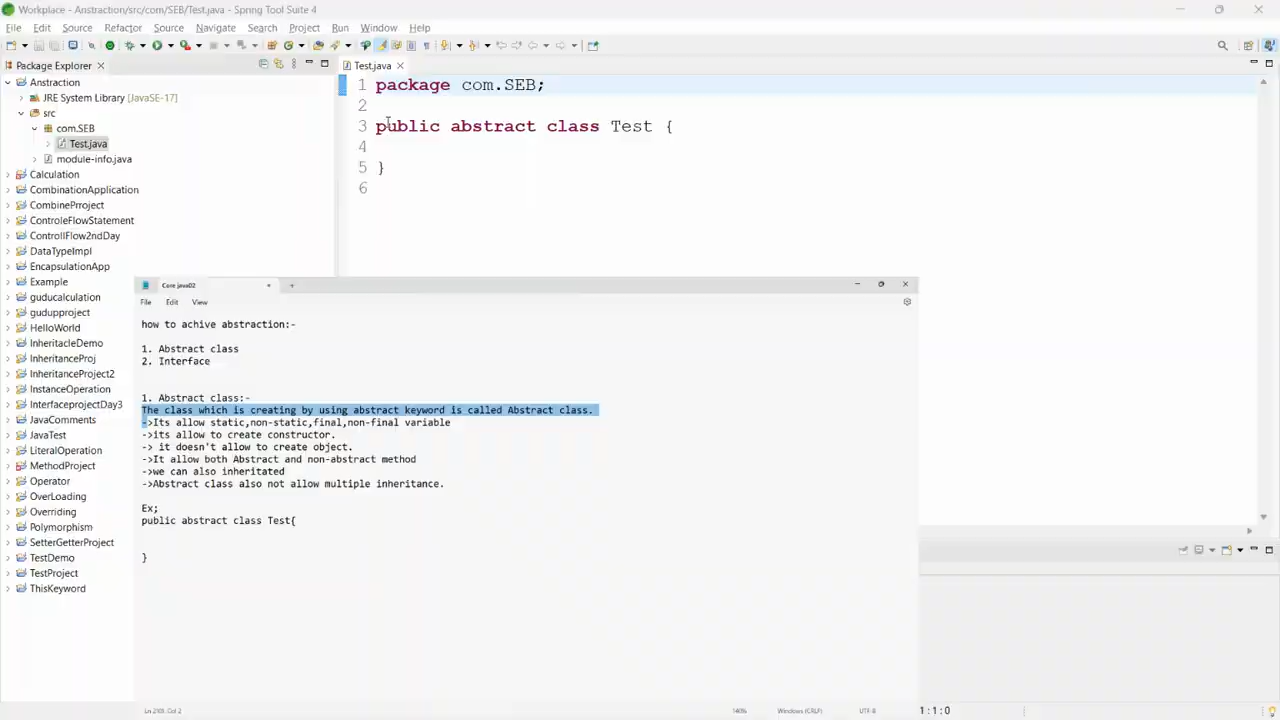 Workplace - Anstraction/src/com/SEB/Test.java - Spring Tool Suite 4
File Edit Source Refactor Source Navigate Search Project Run Window Help
Package Explorer
Test.java
Anstraction
JRE System Library [JavaSE-17]
src
com.SEB
Test.java
module-info.java
Calculation
CombinationApplication
CombinePrroject
ControleFlowStatement
ControllFlow2ndDay
DataTypeImpl
EncapsulationApp
Example
guducalculation
gudupproject
HelloWorld
InheritacleDemo
InheritanceProj
InheritanceProject2
InstanceOperation
InterfaceprojectDay3
JavaComments
JavaTest
LiteralOperation
MethodProject
Operator
OverLoading
Overriding
Polymorphism
SetterGetterProject
TestDemo
TestProject
ThisKeyword
1 package com.SEB;
2
3 public abstract class Test {
4
5 }
6
Core java02
File Edit View
how to achive abstraction:-
1. Abstract class
2. Interface
1. Abstract class:-
The class which is creating by using abstract keyword is called Abstract class.
->Its allow static,non-static,final,non-final variable
->its allow to create constructor.
-> it doesn't allow to create object.
->It allow both Abstract and non-abstract method
->we can also inheritated
->Abstract class also not allow multiple inheritance.
Ex;
public abstract class Test{
}
Ln 2169, Col 2 140% Windows (CRLF) UTF-8
1 : 1 : 0